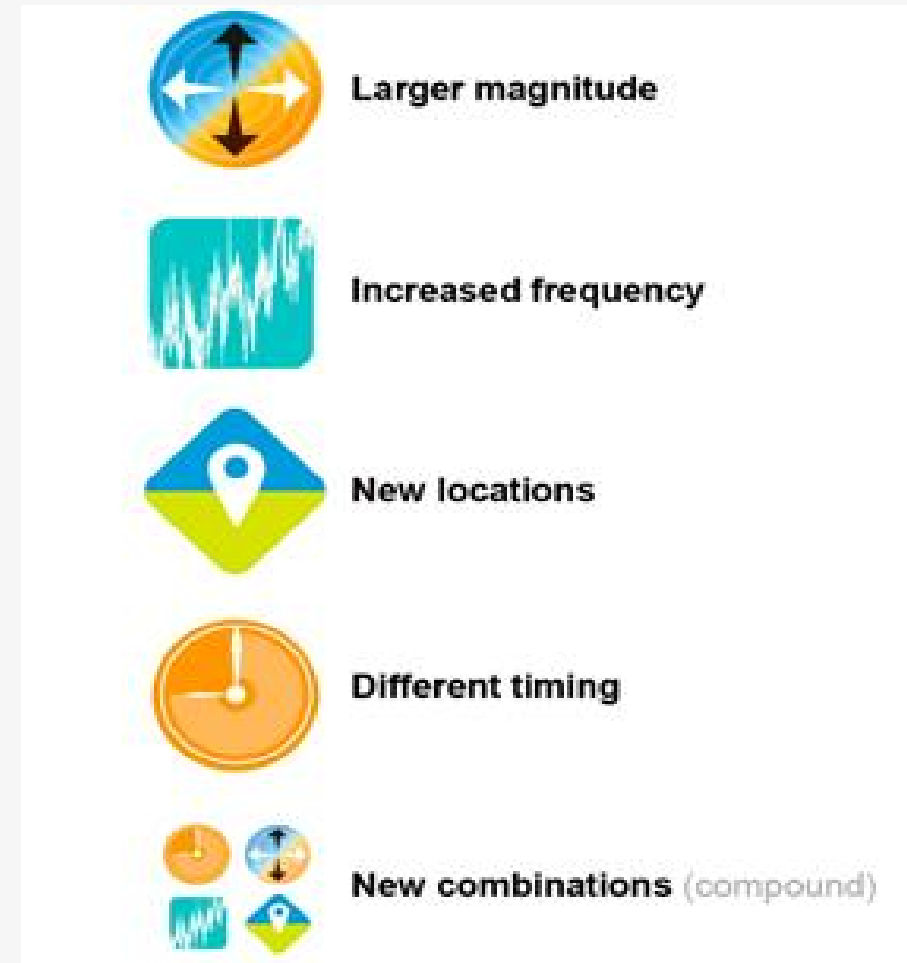 Larger magnitude
Increased frequency
New locations
Different timing
New combinations (compound)